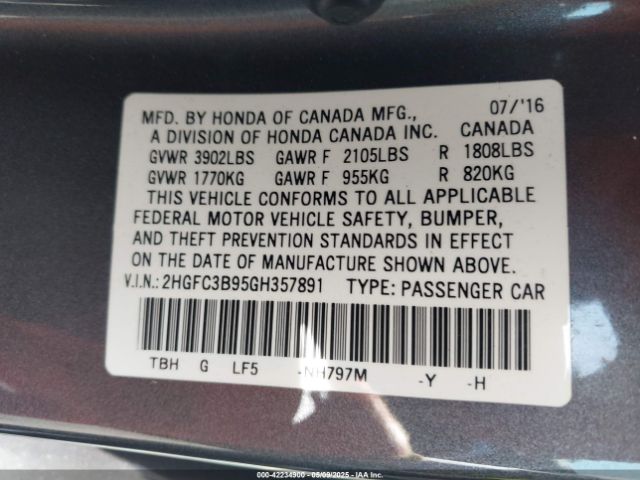 MFD. BY HONDA OF CANADA MFG., 07/'16
A DIVISION OF HONDA CANADA INC. CANADA
GVWR 3902LBS GAWR F 2105LBS R 1808LBS
GVWR 1770KG GAWR F 955KG R 820KG
THIS VEHICLE CONFORMS TO ALL APPLICABLE
FEDERAL MOTOR VEHICLE SAFETY, BUMPER,
AND THEFT PREVENTION STANDARDS IN EFFECT
ON THE DATE OF MANUFACTURE SHOWN ABOVE.
V.I.N.: 2HGFC3B95GH357891 TYPE: PASSENGER CAR
TBH G LF5 -NH797M -Y -H
000-42234900 - 05/09/2025 - IAAI.COM